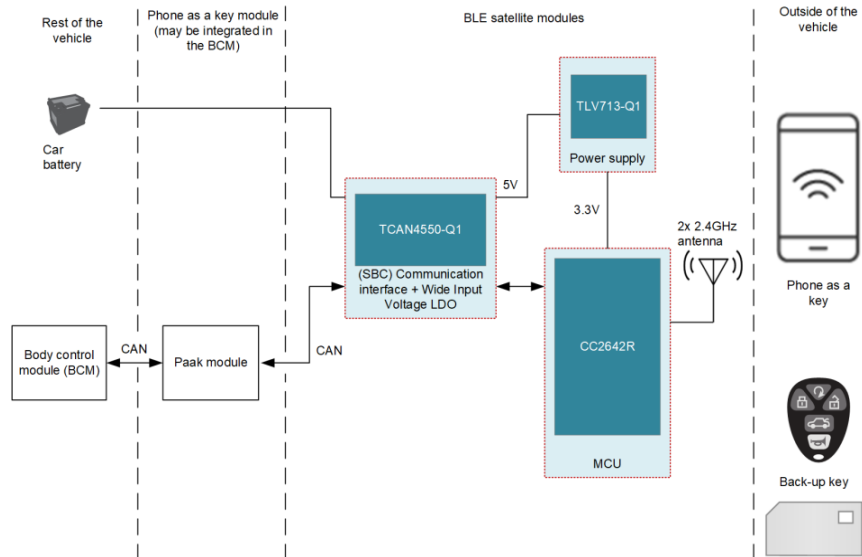 Rest of the
vehicle
Phone as a key module
(may be integrated in
the BCM)
BLE satellite modules
Outside of the
vehicle
Car
battery
TLV713-Q1
Power supply
5V
3.3V
TCAN4550-Q1
(SBC) Communication
interface + Wide Input
Voltage LDO
2x 2.4GHz
antenna
Phone as a
key
Body control
module (BCM)
CAN
Paak module
CAN
CC2642R
MCU
Back-up key